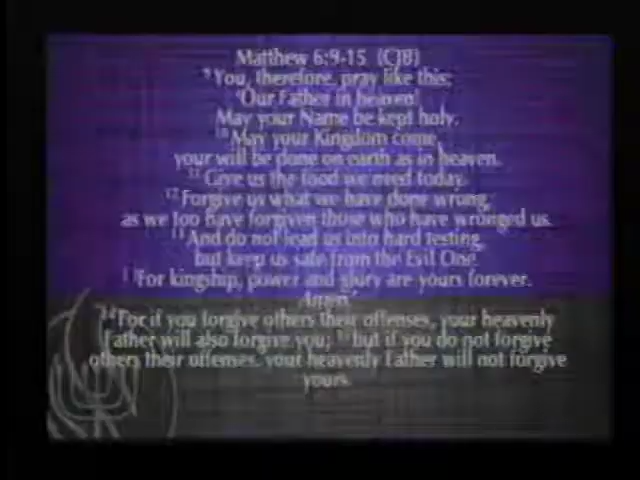 Matthew 6:9-15 (CJB)
9 You, therefore, pray like this:
'Our Father in heaven!
May your Name be kept holy.
10 May your Kingdom come,
your will be done on earth as in heaven.
11 Give us the food we need today.
12 Forgive us what we have done wrong,
as we too have forgiven those who have wronged us.
13 And do not lead us into hard testing,
but keep us safe from the Evil One.
13 For kingship, power and glory are yours forever.
Amen.'
14 For if you forgive others their offenses, your heavenly
Father will also forgive you; 15 but if you do not forgive
others their offenses, your heavenly Father will not forgive
yours.